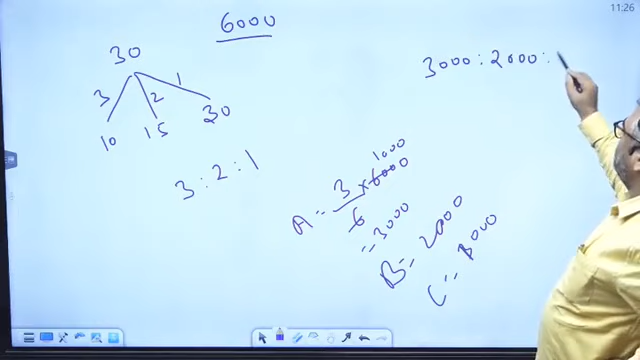 11:26
6000
30
3 2 1
10 15 30
3 : 2 : 1
3000 : 2000 :
1000
A = 3/6 × 6000
= 3000
B = 2000
C = 1000